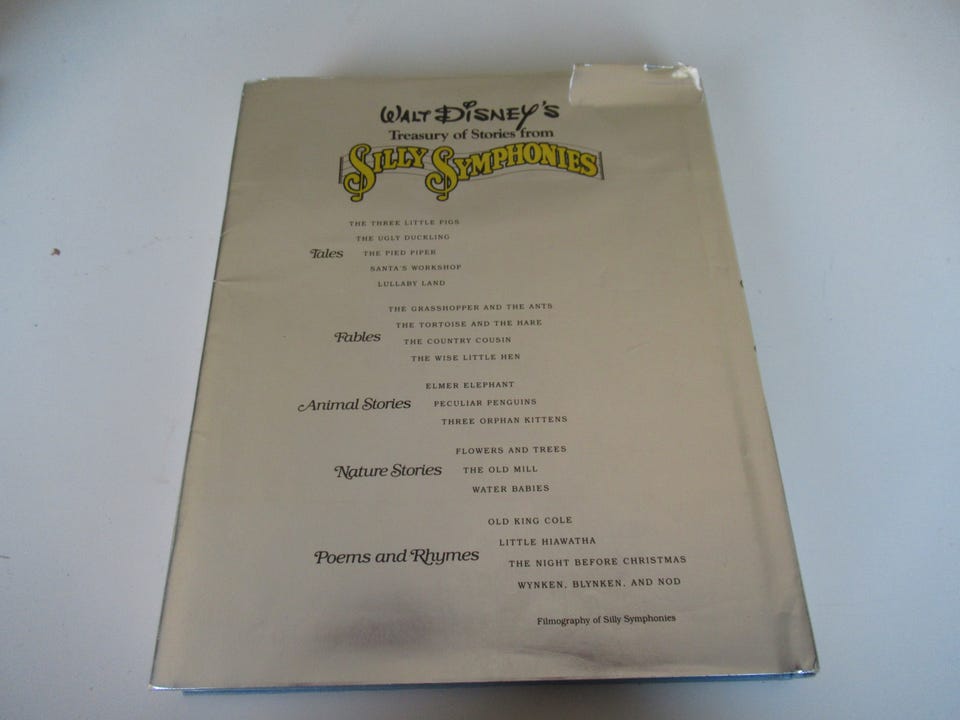 WALT DISNEY'S
Treasury of Stories from
SILLY SYMPHONIES
Tales
THE THREE LITTLE PIGS
THE UGLY DUCKLING
THE PIED PIPER
SANTA'S WORKSHOP
LULLABY LAND
Fables
THE GRASSHOPPER AND THE ANTS
THE TORTOISE AND THE HARE
THE COUNTRY COUSIN
THE WISE LITTLE HEN
Animal Stories
ELMER ELEPHANT
PECULIAR PENGUINS
THREE ORPHAN KITTENS
Nature Stories
FLOWERS AND TREES
THE OLD MILL
WATER BABIES
Poems and Rhymes
OLD KING COLE
LITTLE HIAWATHA
THE NIGHT BEFORE CHRISTMAS
WYNKEN, BLYNKEN, AND NOD
Filmography of Silly Symphonies